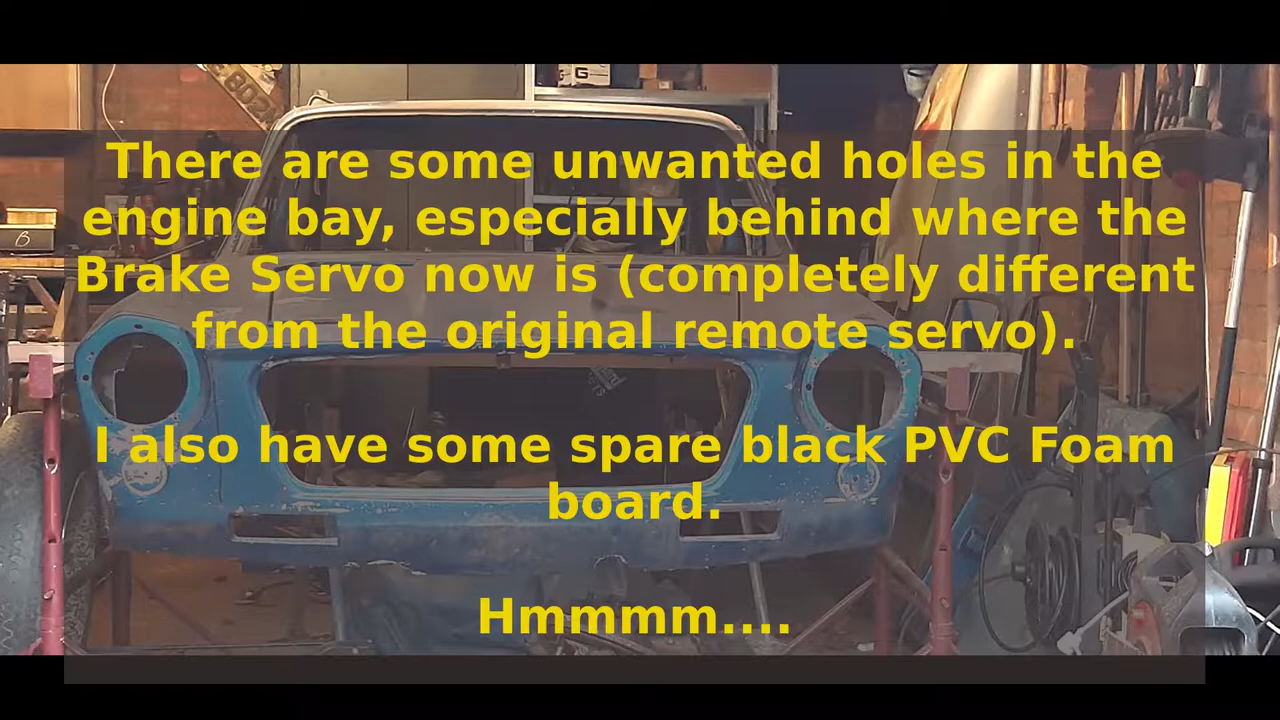 B802
G
There are some unwanted holes in the
engine bay, especially behind where the
Brake Servo now is (completely different
from the original remote servo).
I also have some spare black PVC Foam
board.
Hmmmm....